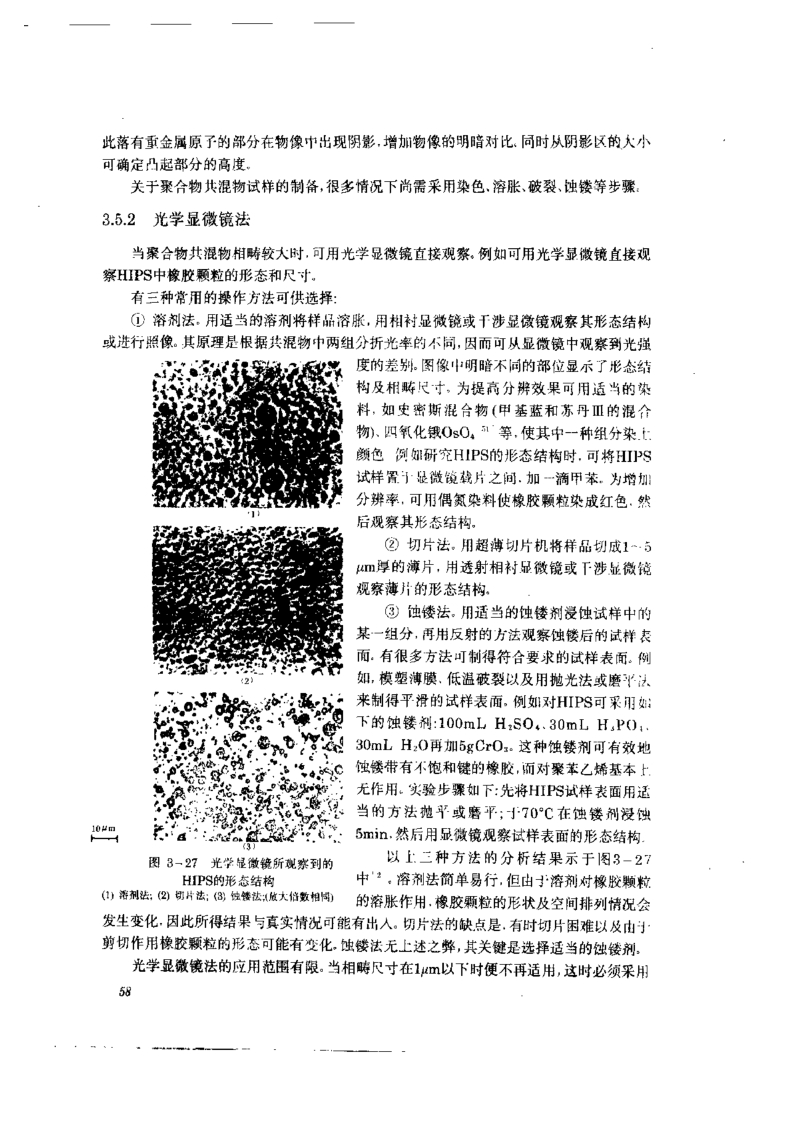 此落有重金属原子的部分在物像中出现阴影，增加物像的明暗对比、同时从阴影区的大小
可确定凸起部分的高度。
关于聚合物共混物试样的制备，很多情况下尚需采用染色、溶胀、破裂、蚀镂等步骤。
3.5.2 光学显微镜法
当聚合物共混物相畴较大时，可用光学显微镜直接观察。例如可用光学显微镜直接观
察HIPS中橡胶颗粒的形态和尺寸。
有三种常用的操作方法可供选择：
① 溶剂法。用适当的溶剂将样品溶胀，用相衬显微镜或干涉显微镜观察其形态结构
或进行照像。其原理是根据共混物中两组分折光率的不同，因而可从显微镜中观察到光强
度的差别。图像中明暗不同的部位显示了形态结
构及相畴尺寸。为提高分辨效果可用适当的染
料，如史密斯混合物(甲基蓝和苏丹Ⅲ的混合
物)、四氧化锇OsO₄ 等，使其中一种组分染上
颜色 例如研究HIPS的形态结构时，可将HIPS
试样置于显微镜载片之间，加一滴甲苯。为增加
分辨率，可用偶氮染料使橡胶颗粒染成红色，然
后观察其形态结构。
② 切片法。用超薄切片机将样品切成1～5
μm厚的薄片，用透射相衬显微镜或干涉显微镜
观察薄片的形态结构。
③ 蚀镂法。用适当的蚀镂剂浸蚀试样中的
某一组分，再用反射的方法观察蚀镂后的试样表
面。有很多方法可制得符合要求的试样表面。例
如，模塑薄膜、低温破裂以及用抛光法或磨平法
来制得平滑的试样表面。例如对HIPS可采用如
下的蚀镂剂：100mL H₂SO₄、30mL H₃PO₄、
30mL H₂O再加5gCrO₃。这种蚀镂剂可有效地
蚀镂带有不饱和键的橡胶，而对聚苯乙烯基本上
无作用。实验步骤如下：先将HIPS试样表面用适
当的方法抛平或磨平；于70°C在蚀镂剂浸蚀
5min，然后用显微镜观察试样表面的形态结构。
(1)
(2)
(3)
10μm
图 3-27 光学显微镜所观察到的
HIPS的形态结构
(1) 溶剂法; (2) 切片法; (3) 蚀镂法;(放大倍数相同)
以上三种方法的分析结果示于图3-27
中。溶剂法简单易行，但由于溶剂对橡胶颗粒
的溶胀作用，橡胶颗粒的形状及空间排列情况会
发生变化，因此所得结果与真实情况可能有出入。切片法的缺点是，有时切片困难以及由于
剪切作用橡胶颗粒的形态可能有变化。蚀镂法无上述之弊，其关键是选择适当的蚀镂剂。
光学显微镜法的应用范围有限。当相畴尺寸在1μm以下时便不再适用，这时必须采用
58